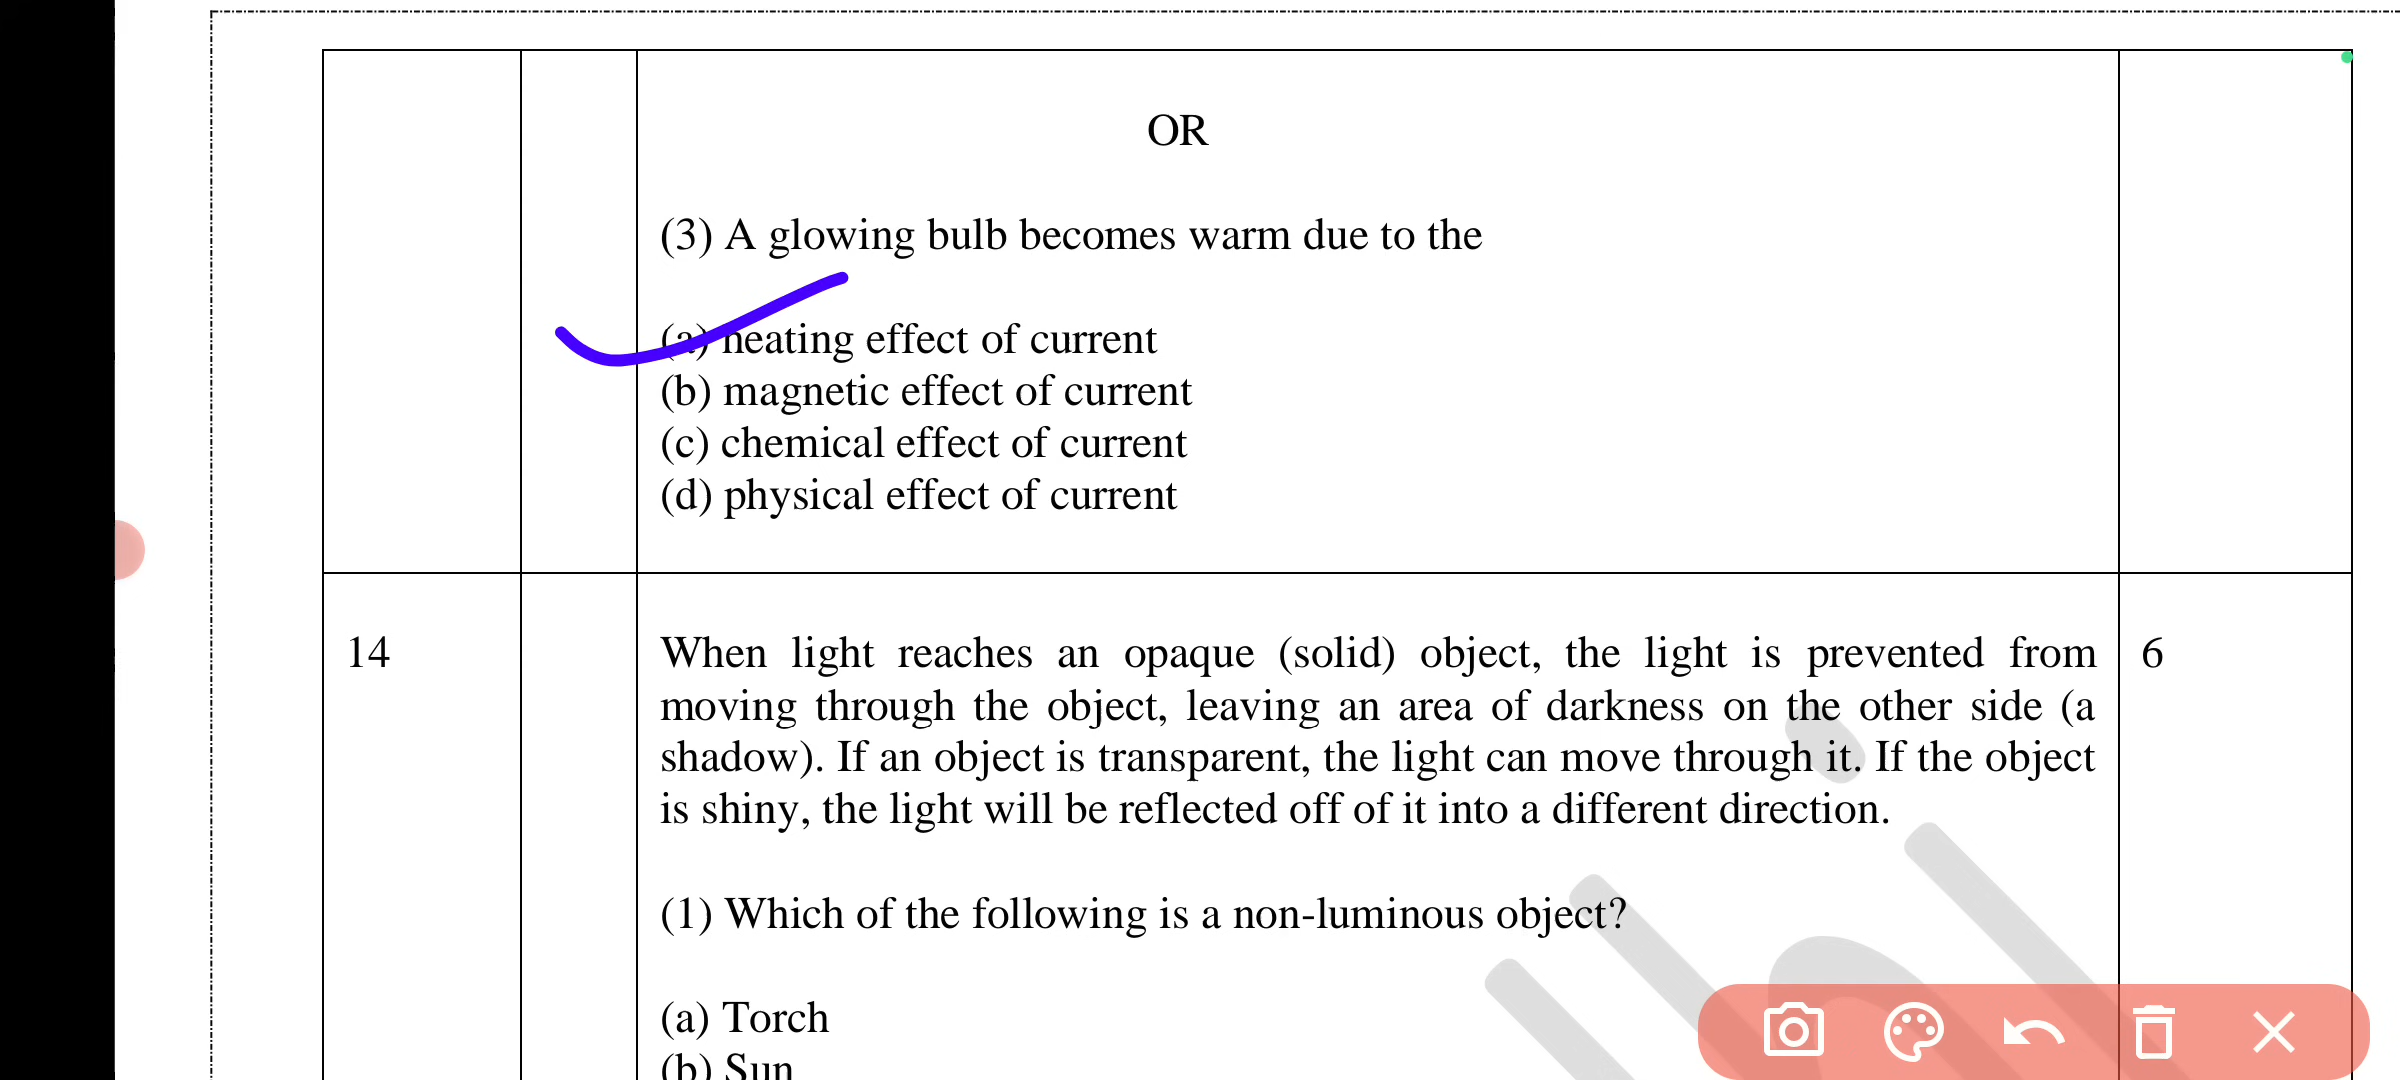 OR
(3) A glowing bulb becomes warm due to the
(a) heating effect of current
(b) magnetic effect of current
(c) chemical effect of current
(d) physical effect of current
14
When light reaches an opaque (solid) object, the light is prevented from
6
moving through the object, leaving an area of darkness on the other side (a
shadow). If an object is transparent, the light can move through it. If the object
is shiny, the light will be reflected off of it into a different direction.
(1) Which of the following is a non-luminous object?
(a) Torch
(b) Sun